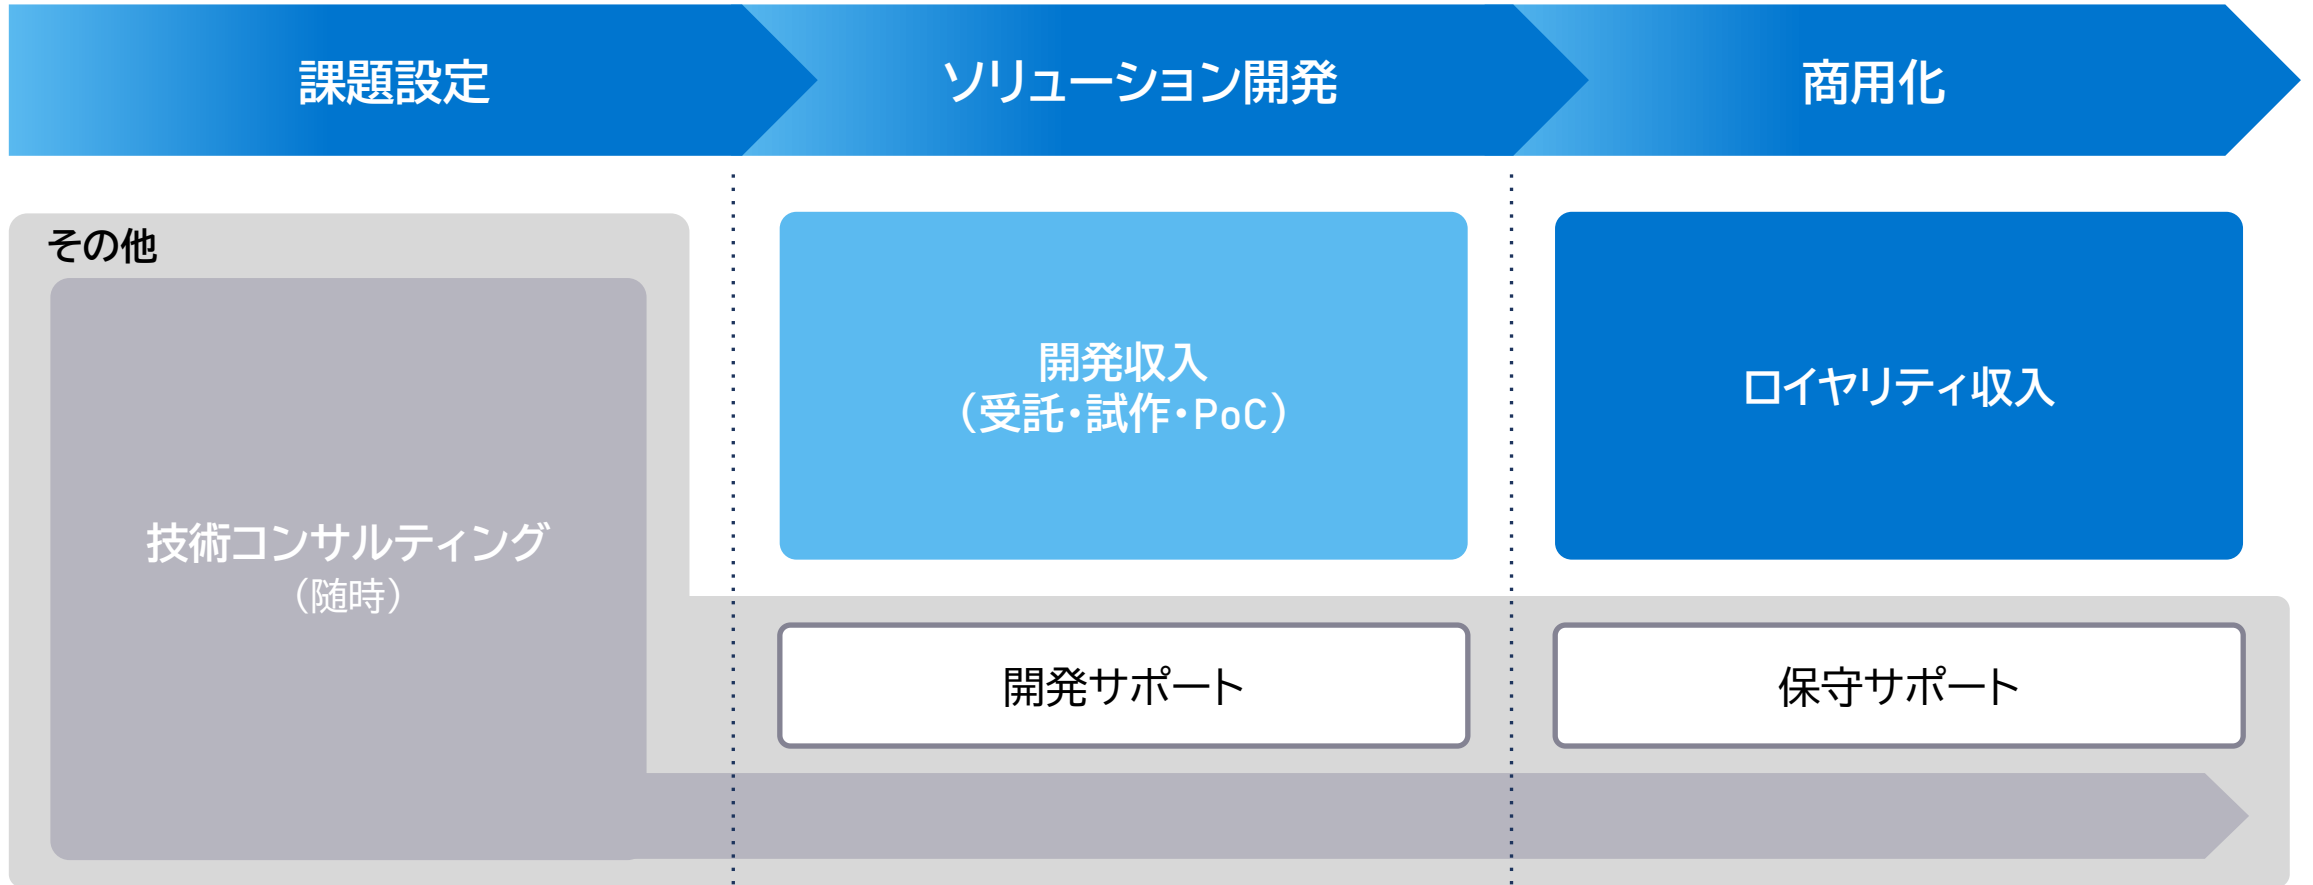 課題設定
ソリューション開発
商用化
その他
技術コンサルティング
（随時）
開発収入
（受託・試作・PoC）
ロイヤリティ収入
開発サポート
保守サポート